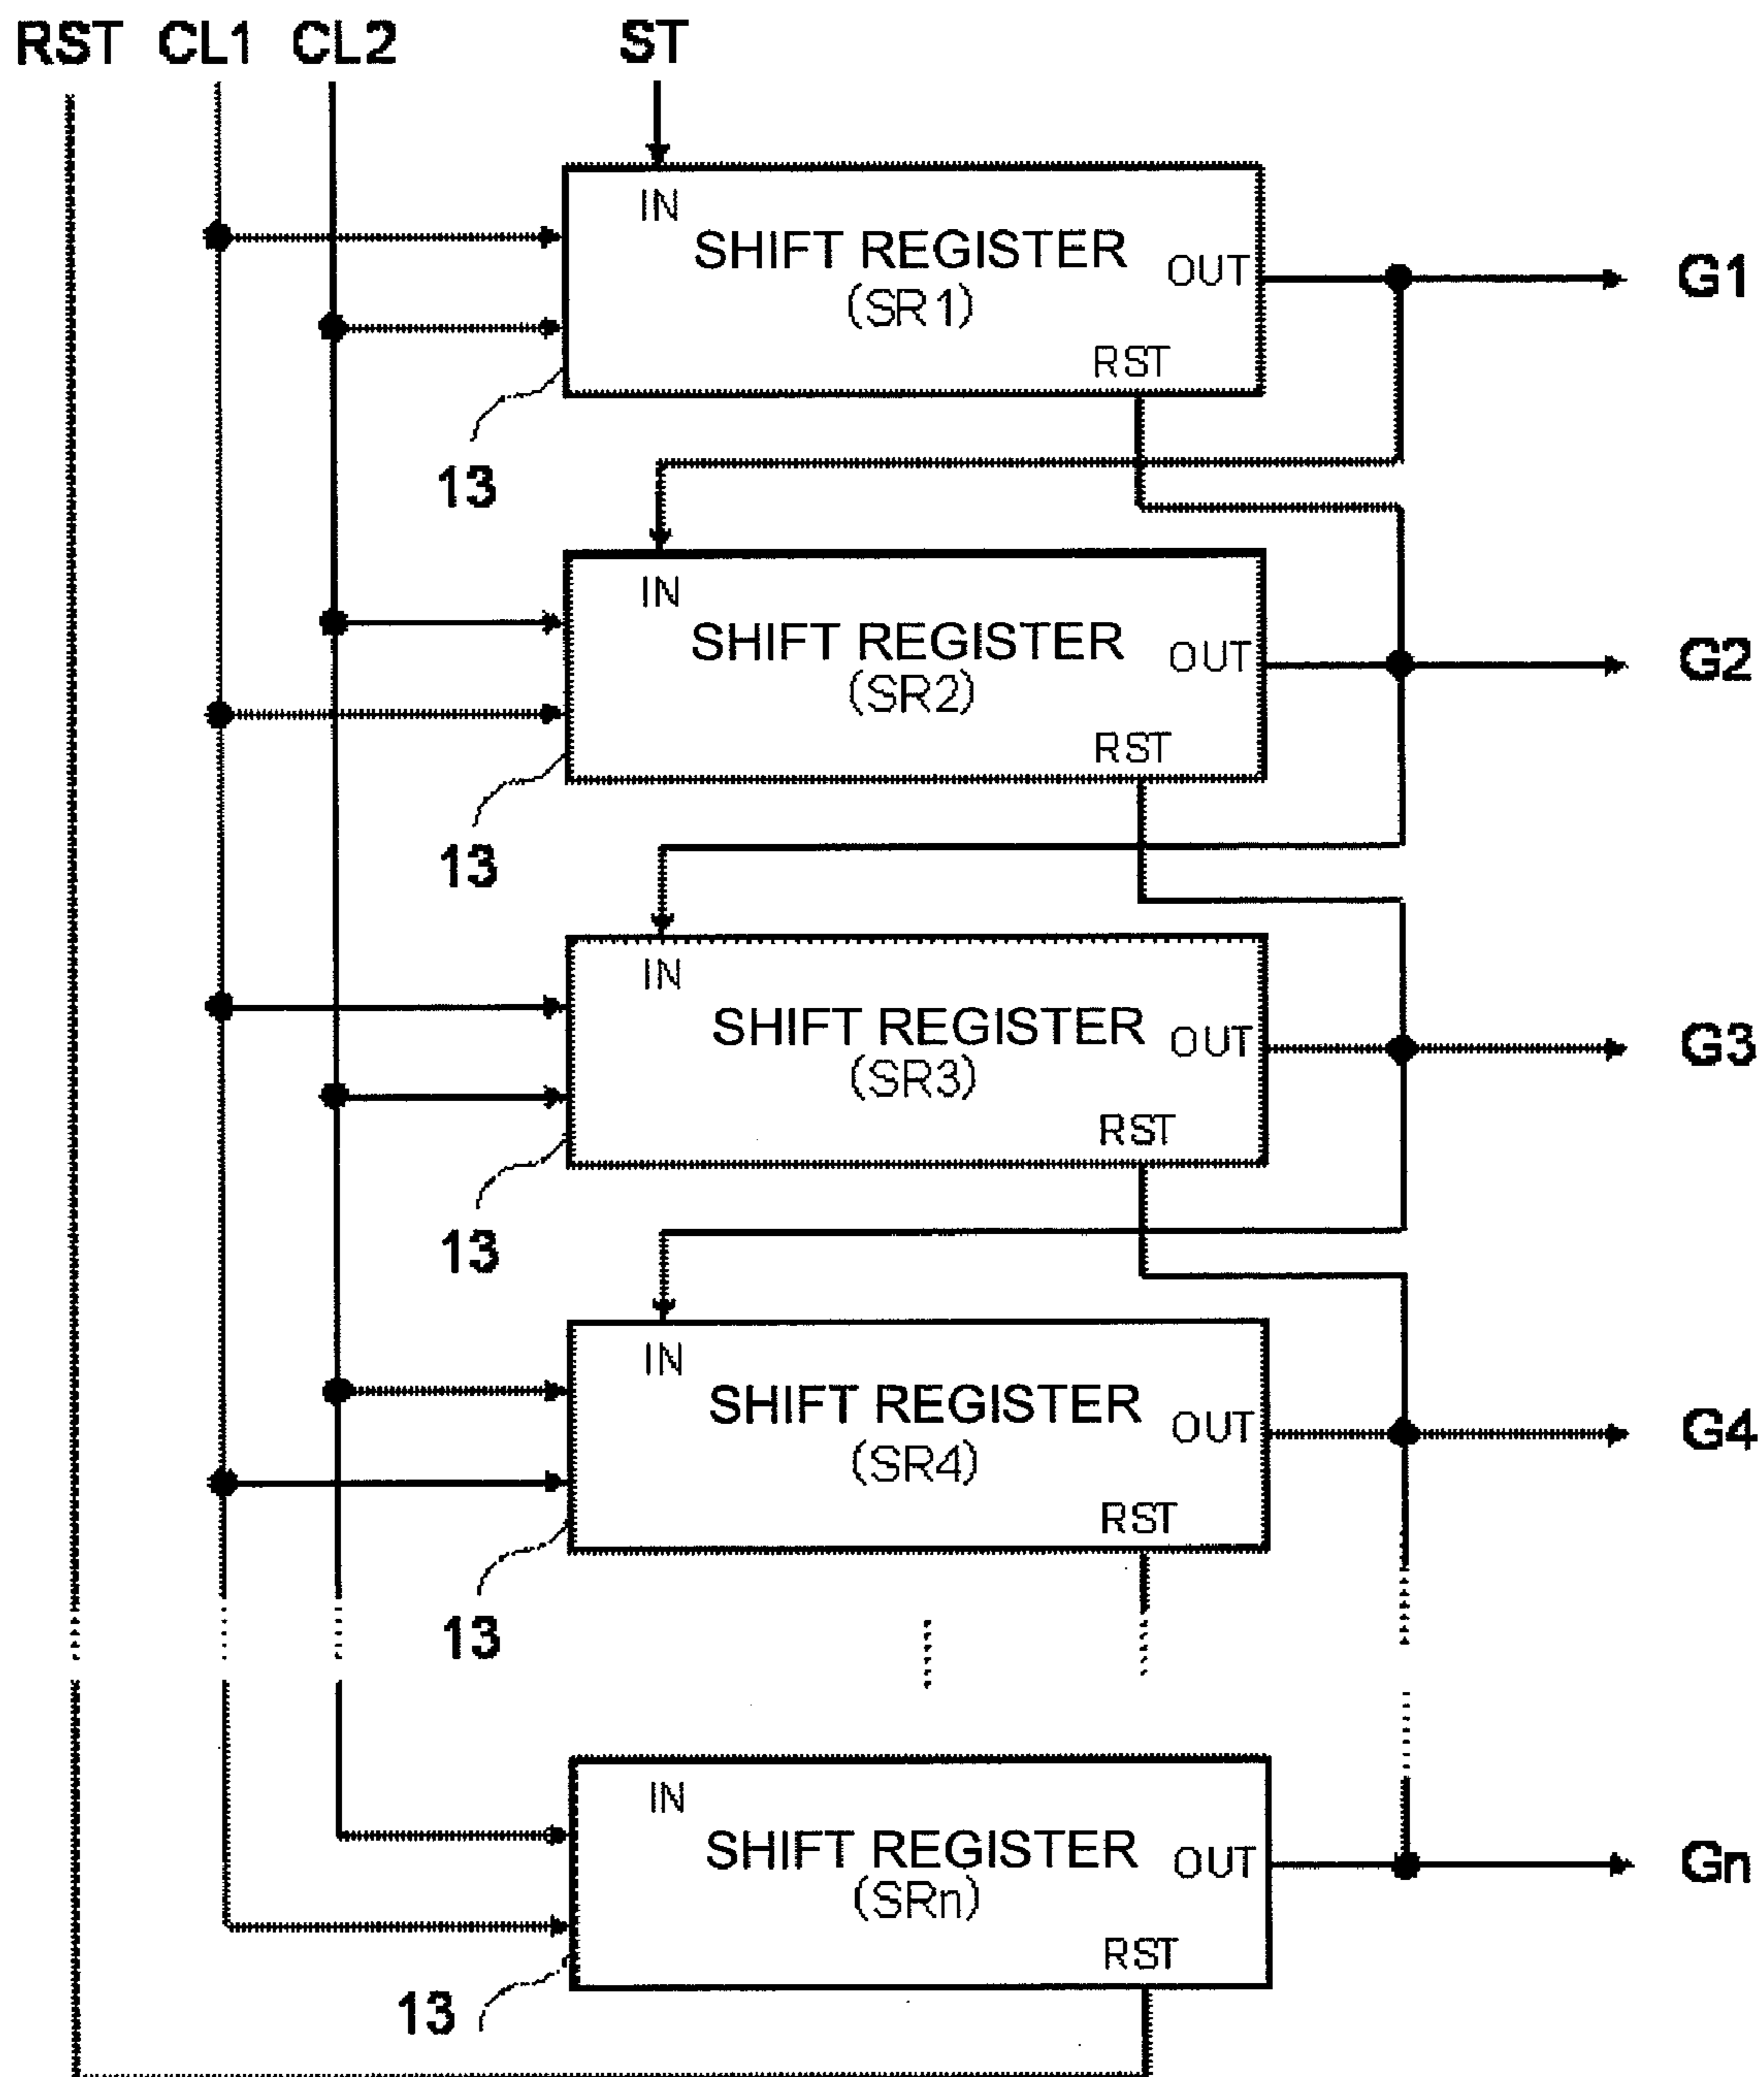 RST CL1 CL2 ST
IN
SHIFT REGISTER
(SR1)
OUT
RST
G1
13
IN
SHIFT REGISTER
(SR2)
OUT
RST
G2
13
IN
SHIFT REGISTER
(SR3)
OUT
RST
G3
13
IN
SHIFT REGISTER
(SR4)
OUT
RST
G4
13
IN
SHIFT REGISTER
(SRn)
OUT
RST
Gn
13